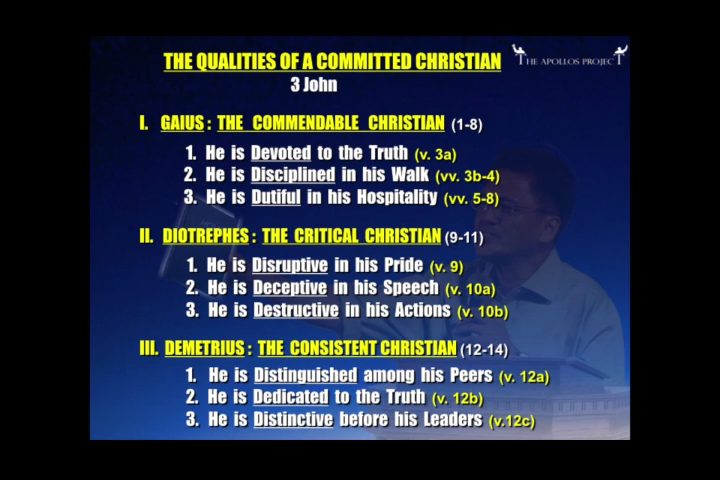 THE QUALITIES OF A COMMITTED CHRISTIAN
THE APOLLOS PROJECT
3 John
I. GAIUS : THE COMMENDABLE CHRISTIAN (1-8)
1. He is Devoted to the Truth (v. 3a)
2. He is Disciplined in his Walk (vv. 3b-4)
3. He is Dutiful in his Hospitality (vv. 5-8)
II. DIOTREPHES : THE CRITICAL CHRISTIAN (9-11)
1. He is Disruptive in his Pride (v. 9)
2. He is Deceptive in his Speech (v. 10a)
3. He is Destructive in his Actions (v. 10b)
III. DEMETRIUS : THE CONSISTENT CHRISTIAN (12-14)
1. He is Distinguished among his Peers (v. 12a)
2. He is Dedicated to the Truth (v. 12b)
3. He is Distinctive before his Leaders (v.12c)